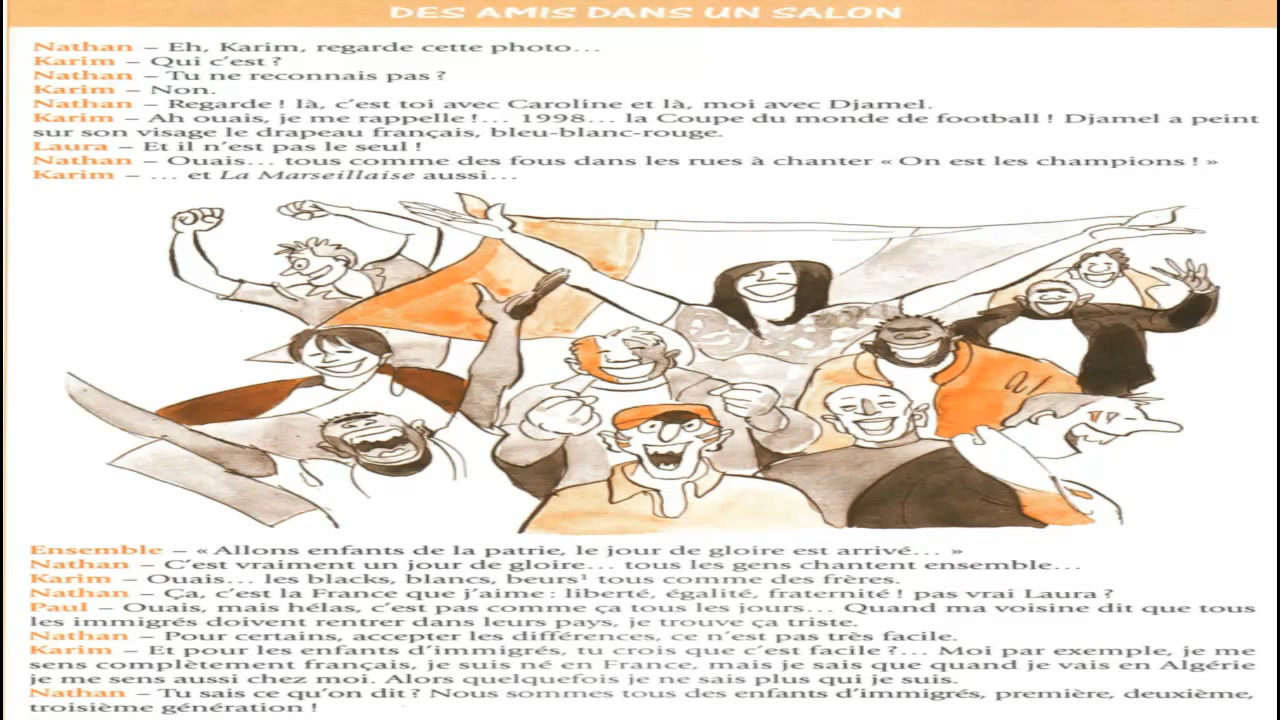 DES AMIS DANS UN SALON
Nathan – Eh, Karim, regarde cette photo…
Karim – Qui c'est ?
Nathan – Tu ne reconnais pas ?
Karim – Non.
Nathan – Regarde ! là, c'est toi avec Caroline et là, moi avec Djamel.
Karim – Ah ouais, je me rappelle !… 1998… la Coupe du monde de football ! Djamel a peint
sur son visage le drapeau français, bleu-blanc-rouge.
Laura – Et il n'est pas le seul !
Nathan – Ouais… tous comme des fous dans les rues à chanter « On est les champions ! »
Karim – … et La Marseillaise aussi…
Ensemble – « Allons enfants de la patrie, le jour de gloire est arrivé… »
Nathan – C'est vraiment un jour de gloire… tous les gens chantent ensemble…
Karim – Ouais… les blacks, blancs, beurs¹ tous comme des frères.
Nathan – Ça, c'est la France que j'aime : liberté, égalité, fraternité ! pas vrai Laura ?
Paul – Ouais, mais hélas, c'est pas comme ça tous les jours… Quand ma voisine dit que tous
les immigrés doivent rentrer dans leurs pays, je trouve ça triste.
Nathan – Pour certains, accepter les différences, ce n'est pas très facile.
Karim – Et pour les enfants d'immigrés, tu crois que c'est facile ?… Moi par exemple, je me
sens complètement français, je suis né en France, mais je sais que quand je vais en Algérie
je me sens aussi chez moi. Alors quelquefois je ne sais plus qui je suis.
Nathan – Tu sais ce qu'on dit ? Nous sommes tous des enfants d'immigrés, première, deuxième,
troisième génération !